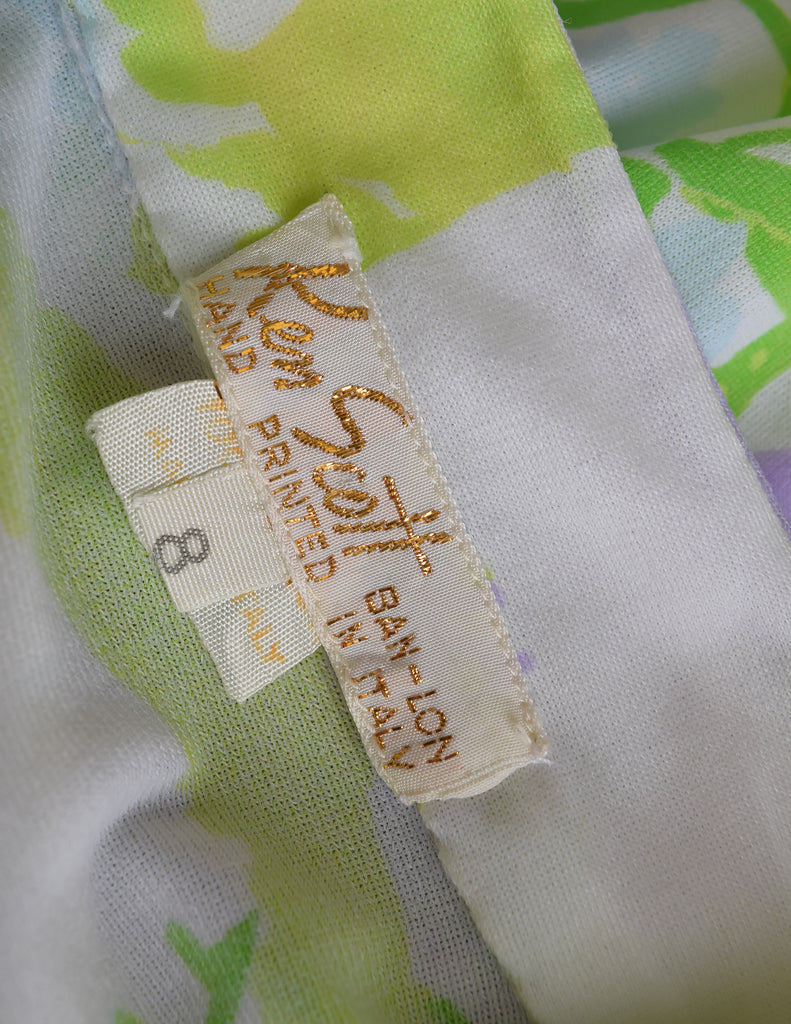 Ken Scott
BAN-LON
HAND PRINTED IN ITALY
8